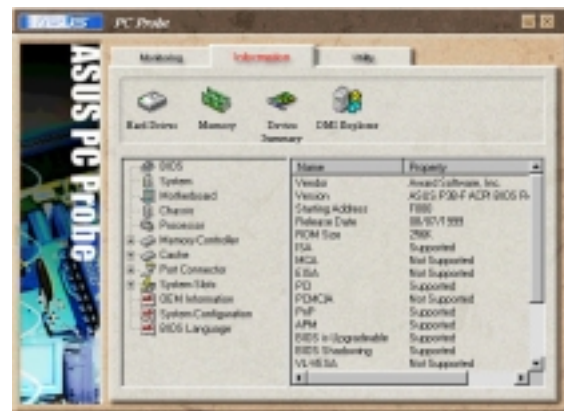 ASUS PC Probe
ASUS PC Probe
Monitoring Information Utility
Hard Drives Memory Device Summary DMI Explorer
BIOS
System
Motherboard
Chassis
Processor
Memory Controller
Cache
Port Connector
System Slots
OEM Information
System Configuration
BIOS Language
Name Property
Vendor Award Software, Inc.
Version ASUS P3B-F ACPI BIOS R
Starting Address F000
Release Date
ROM Size 256K
ISA Supported
MCA Not Supported
EISA Not Supported
PCI Supported
PCMCIA Not Supported
PnP Supported
APM Supported
BIOS is Upgradeable Supported
BIOS Shadowing Supported
VL-VESA Not Supported